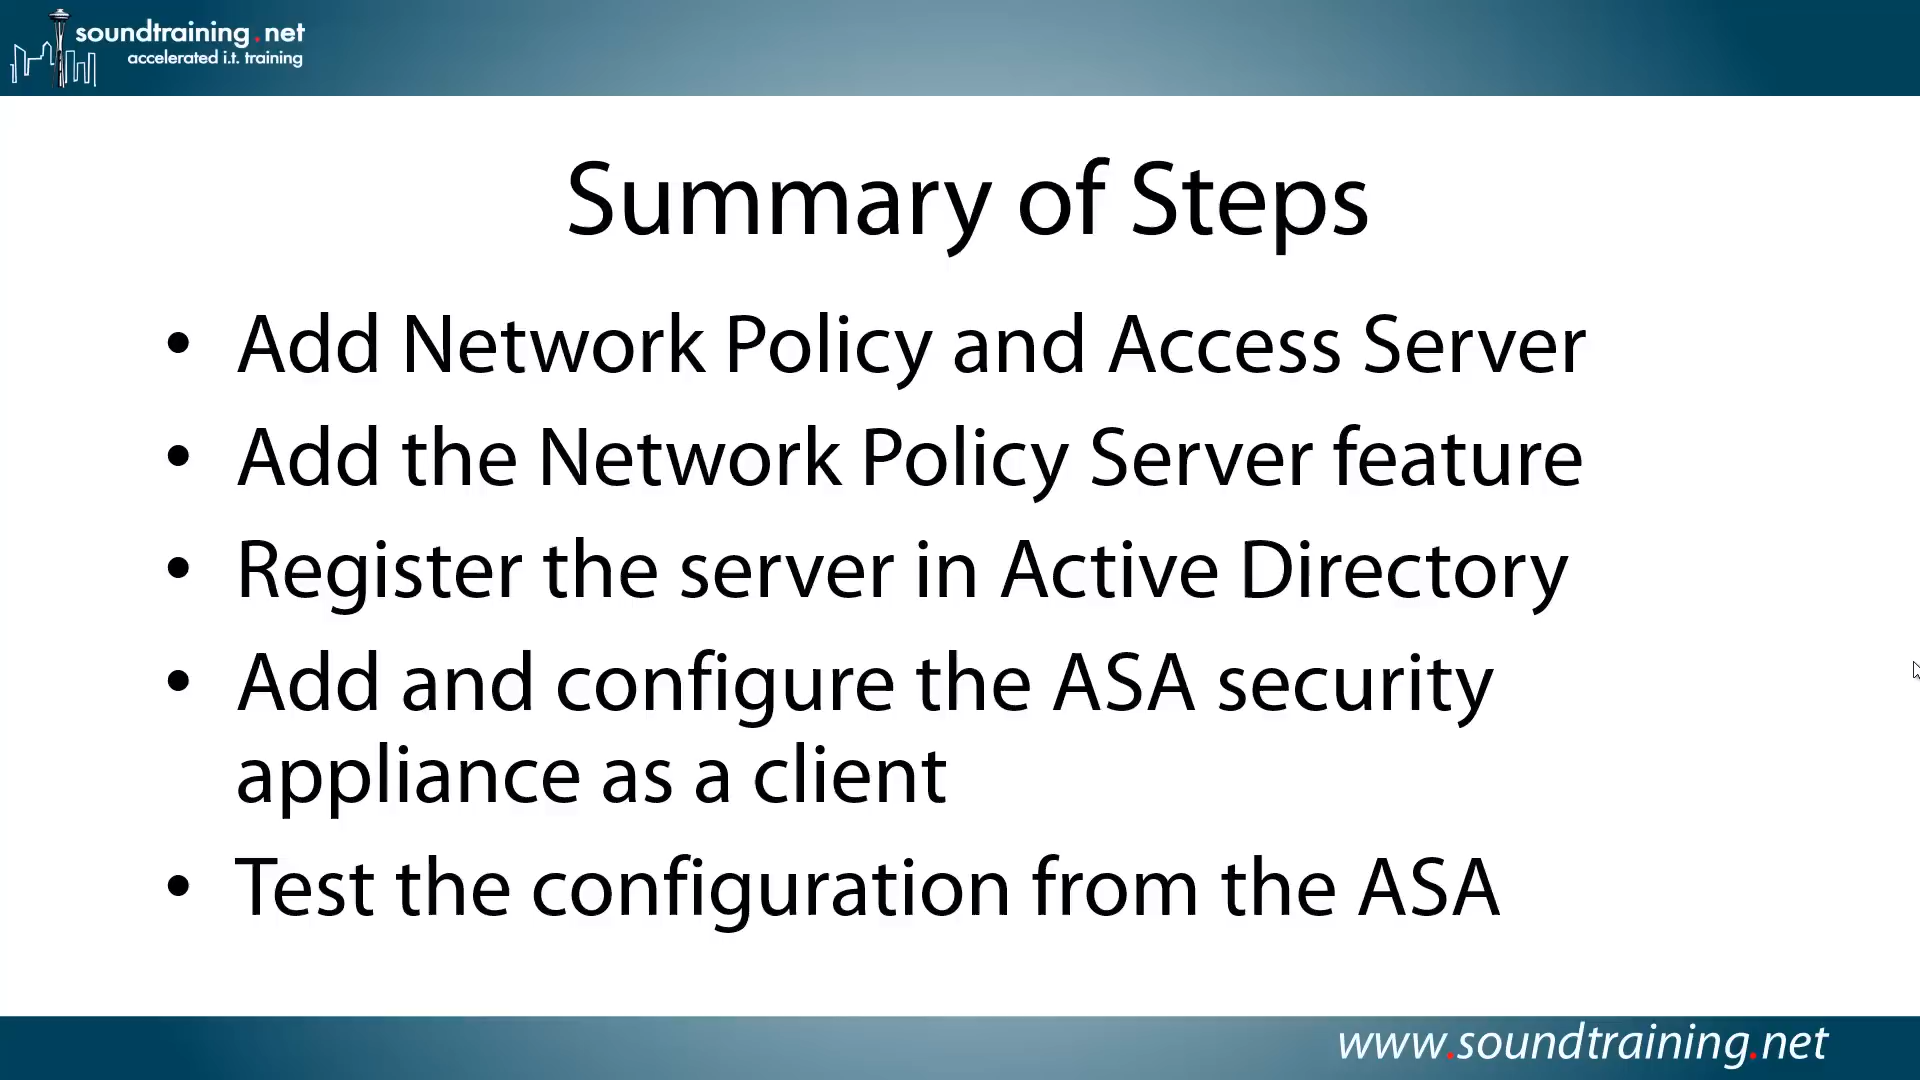 soundtraining.net
accelerated i.t. training
Summary of Steps
• Add Network Policy and Access Server
• Add the Network Policy Server feature
• Register the server in Active Directory
• Add and configure the ASA security
appliance as a client
• Test the configuration from the ASA
www.soundtraining.net